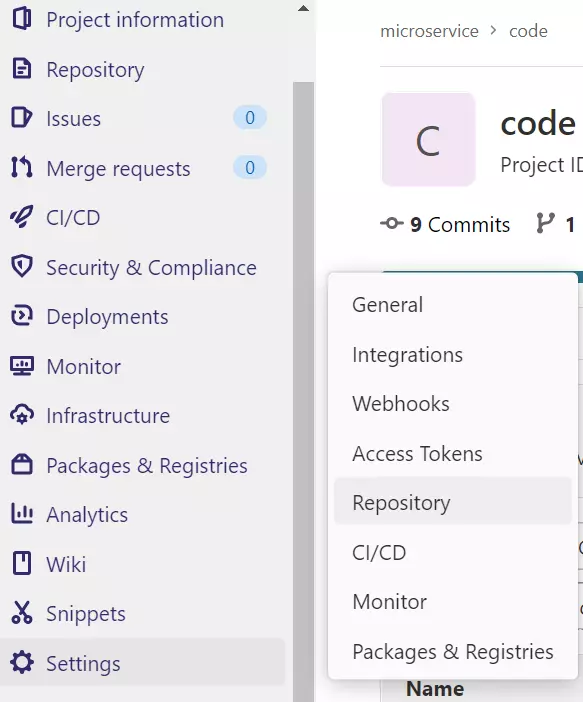 Project information
Repository
Issues 0
Merge requests 0
CI/CD
Security & Compliance
Deployments
Monitor
Infrastructure
Packages & Registries
Analytics
Wiki
Snippets
Settings
microservice > code
C
code
Project ID
9 Commits 1
General
Integrations
Webhooks
Access Tokens
Repository
CI/CD
Monitor
Packages & Registries
Name